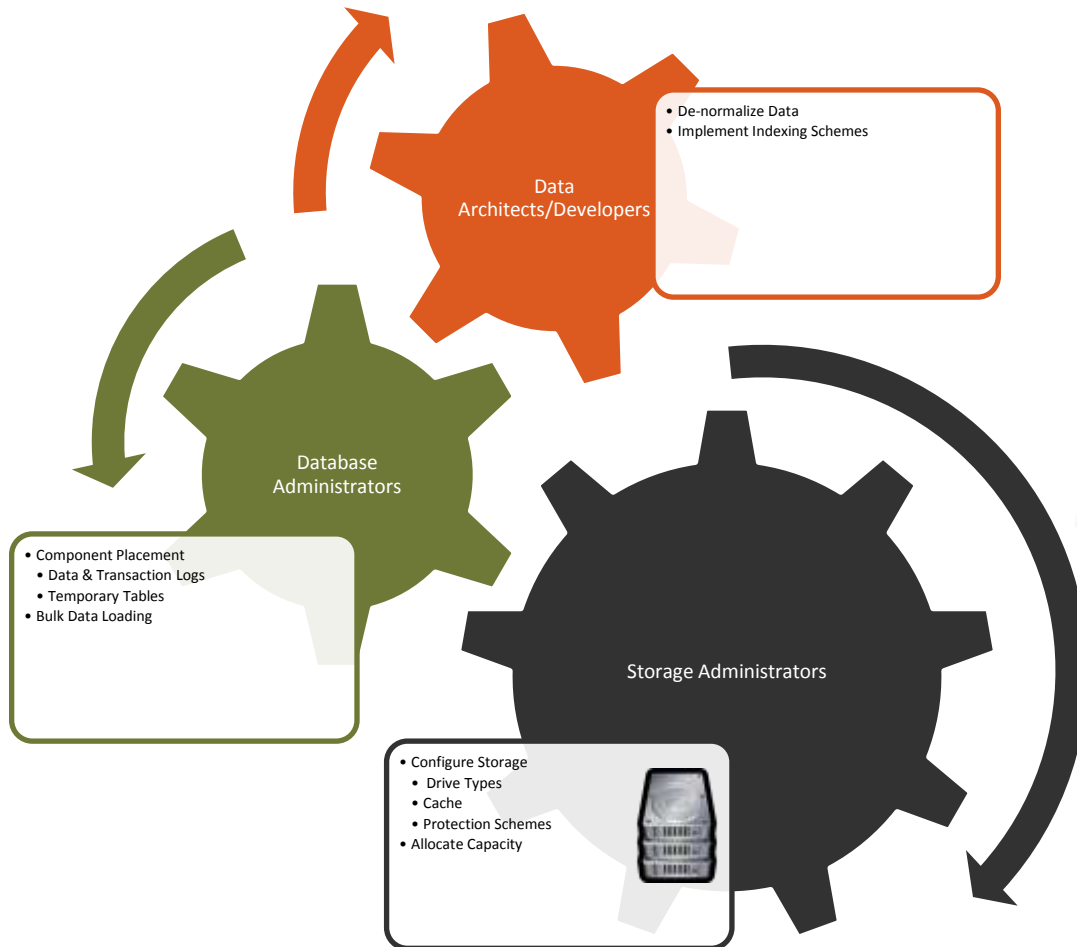 • De-normalize Data
• Implement Indexing Schemes
Data
Architects/Developers
Database
Administrators
• Component Placement
• Data & Transaction Logs
• Temporary Tables
• Bulk Data Loading
Storage Administrators
• Configure Storage
• Drive Types
• Cache
• Protection Schemes
• Allocate Capacity